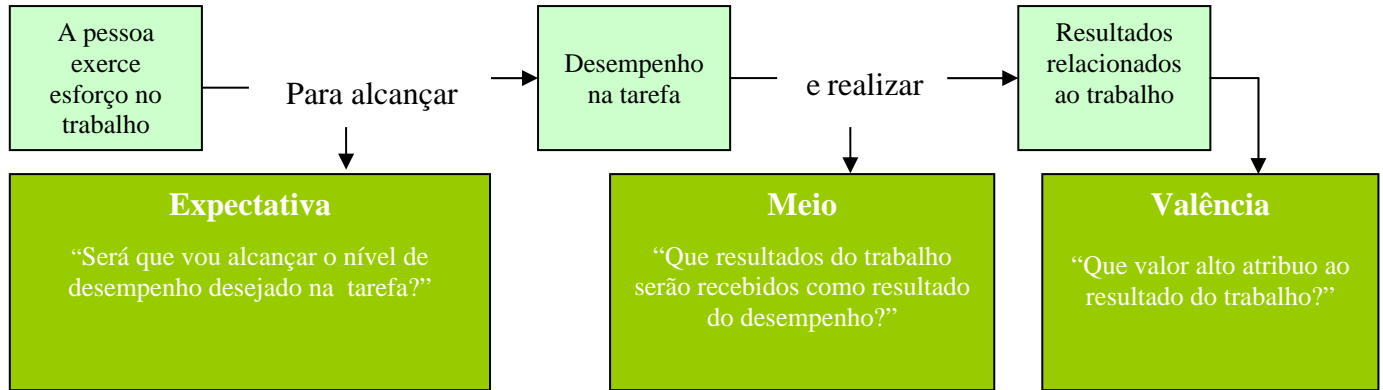 A pessoa
exerce
esforço no
trabalho
Para alcançar
Desempenho
na tarefa
e realizar
Resultados
relacionados
ao trabalho
Expectativa
“Será que vou alcançar o nível de
desempenho desejado na tarefa?”
Meio
“Que resultados do trabalho
serão recebidos como resultado
do desempenho?”
Valência
“Que valor alto atribuo ao
resultado do trabalho?”